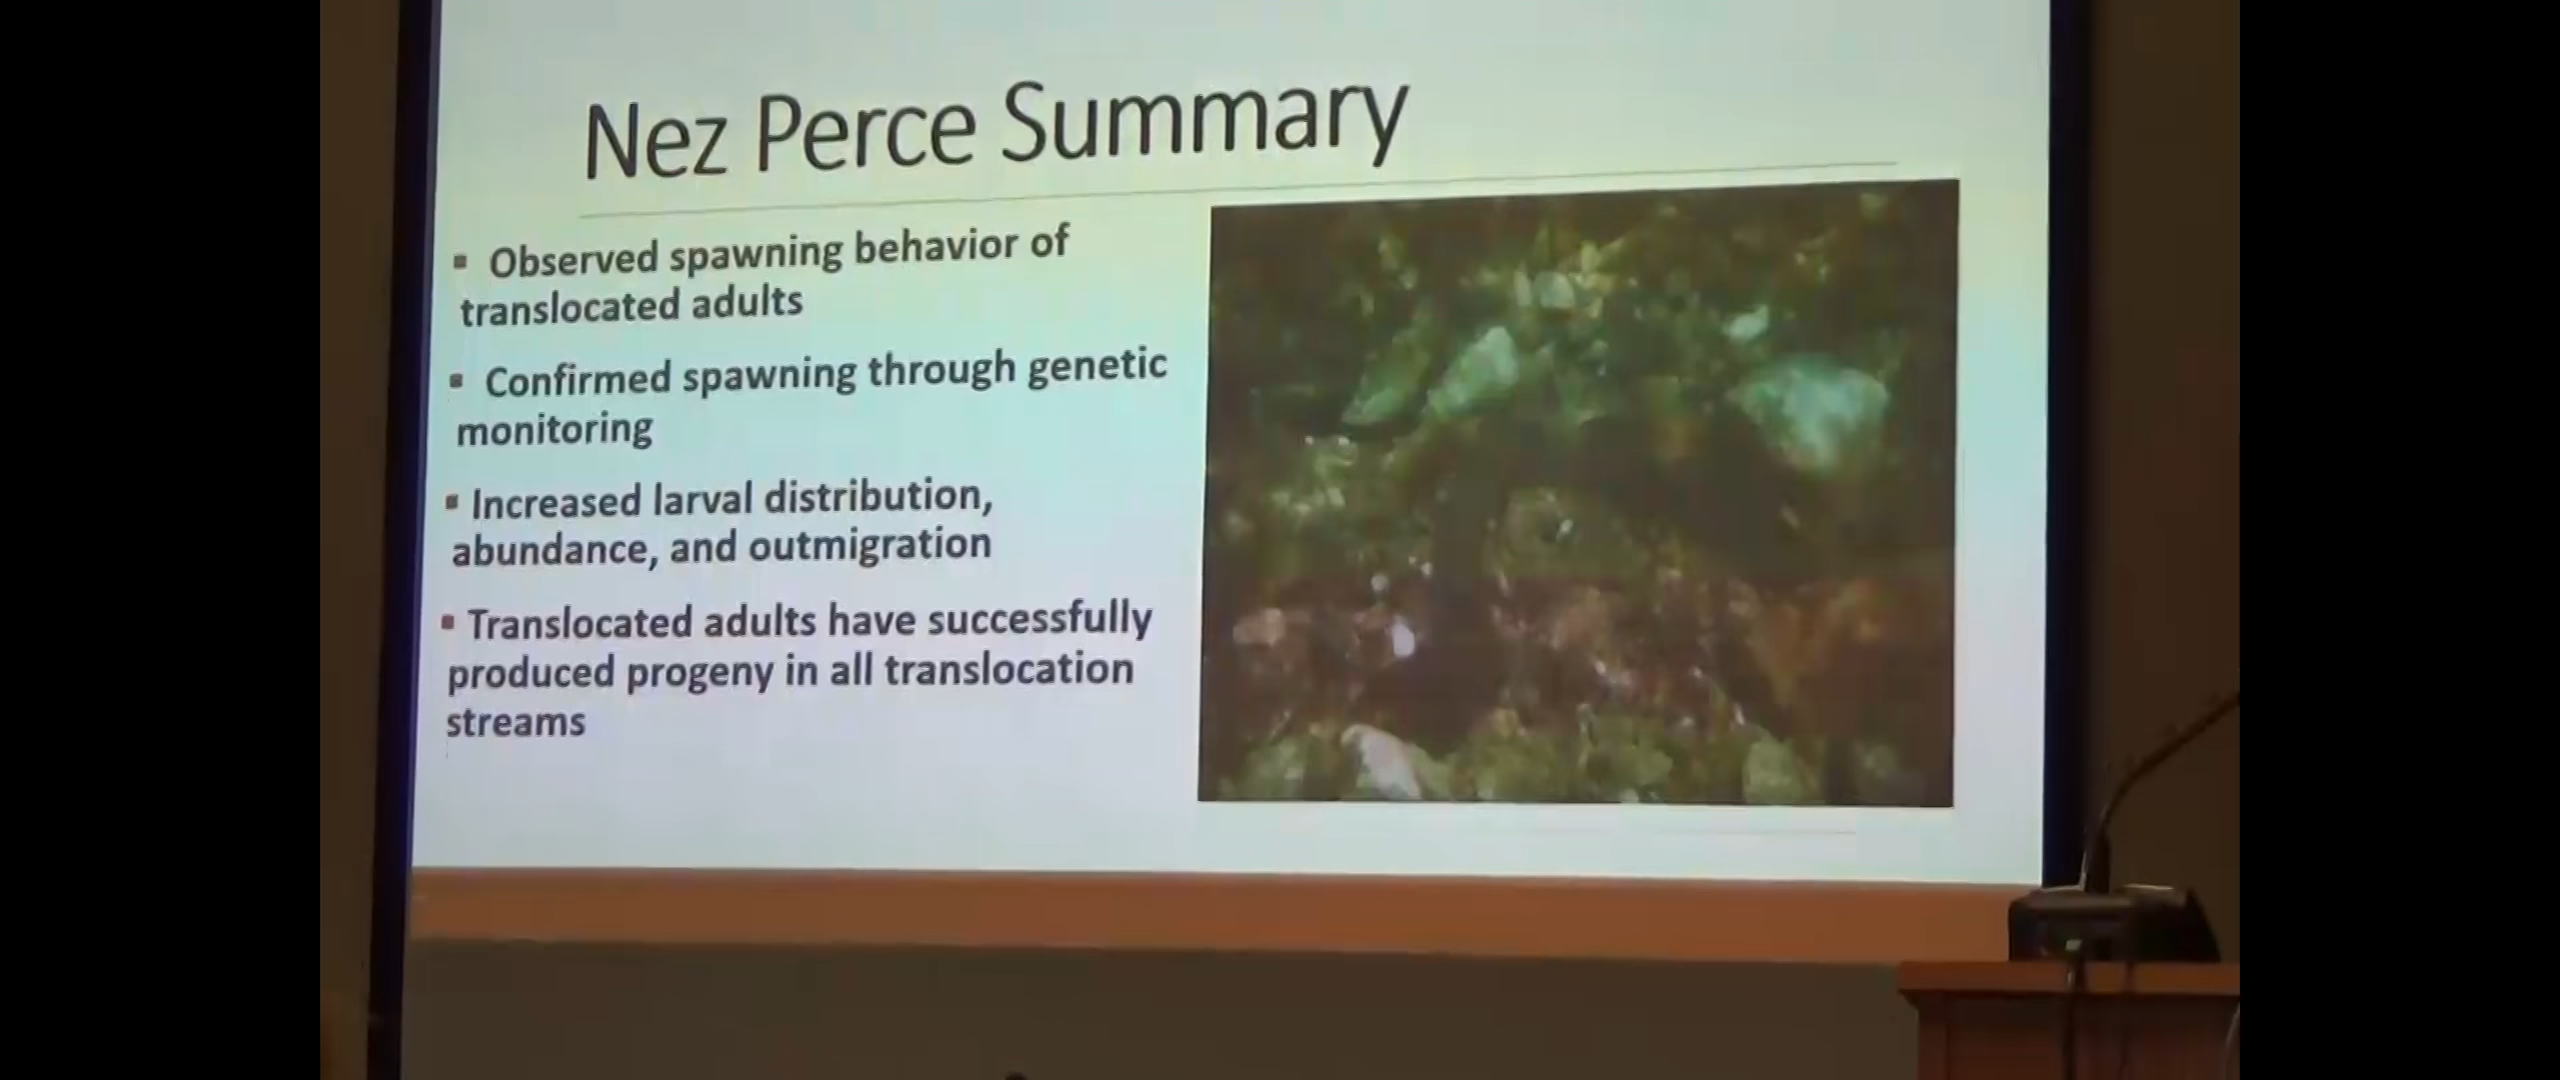 Nez Perce Summary
▪ Observed spawning behavior of
translocated adults
▪ Confirmed spawning through genetic
monitoring
▪ Increased larval distribution,
abundance, and outmigration
▪ Translocated adults have successfully
produced progeny in all translocation
streams